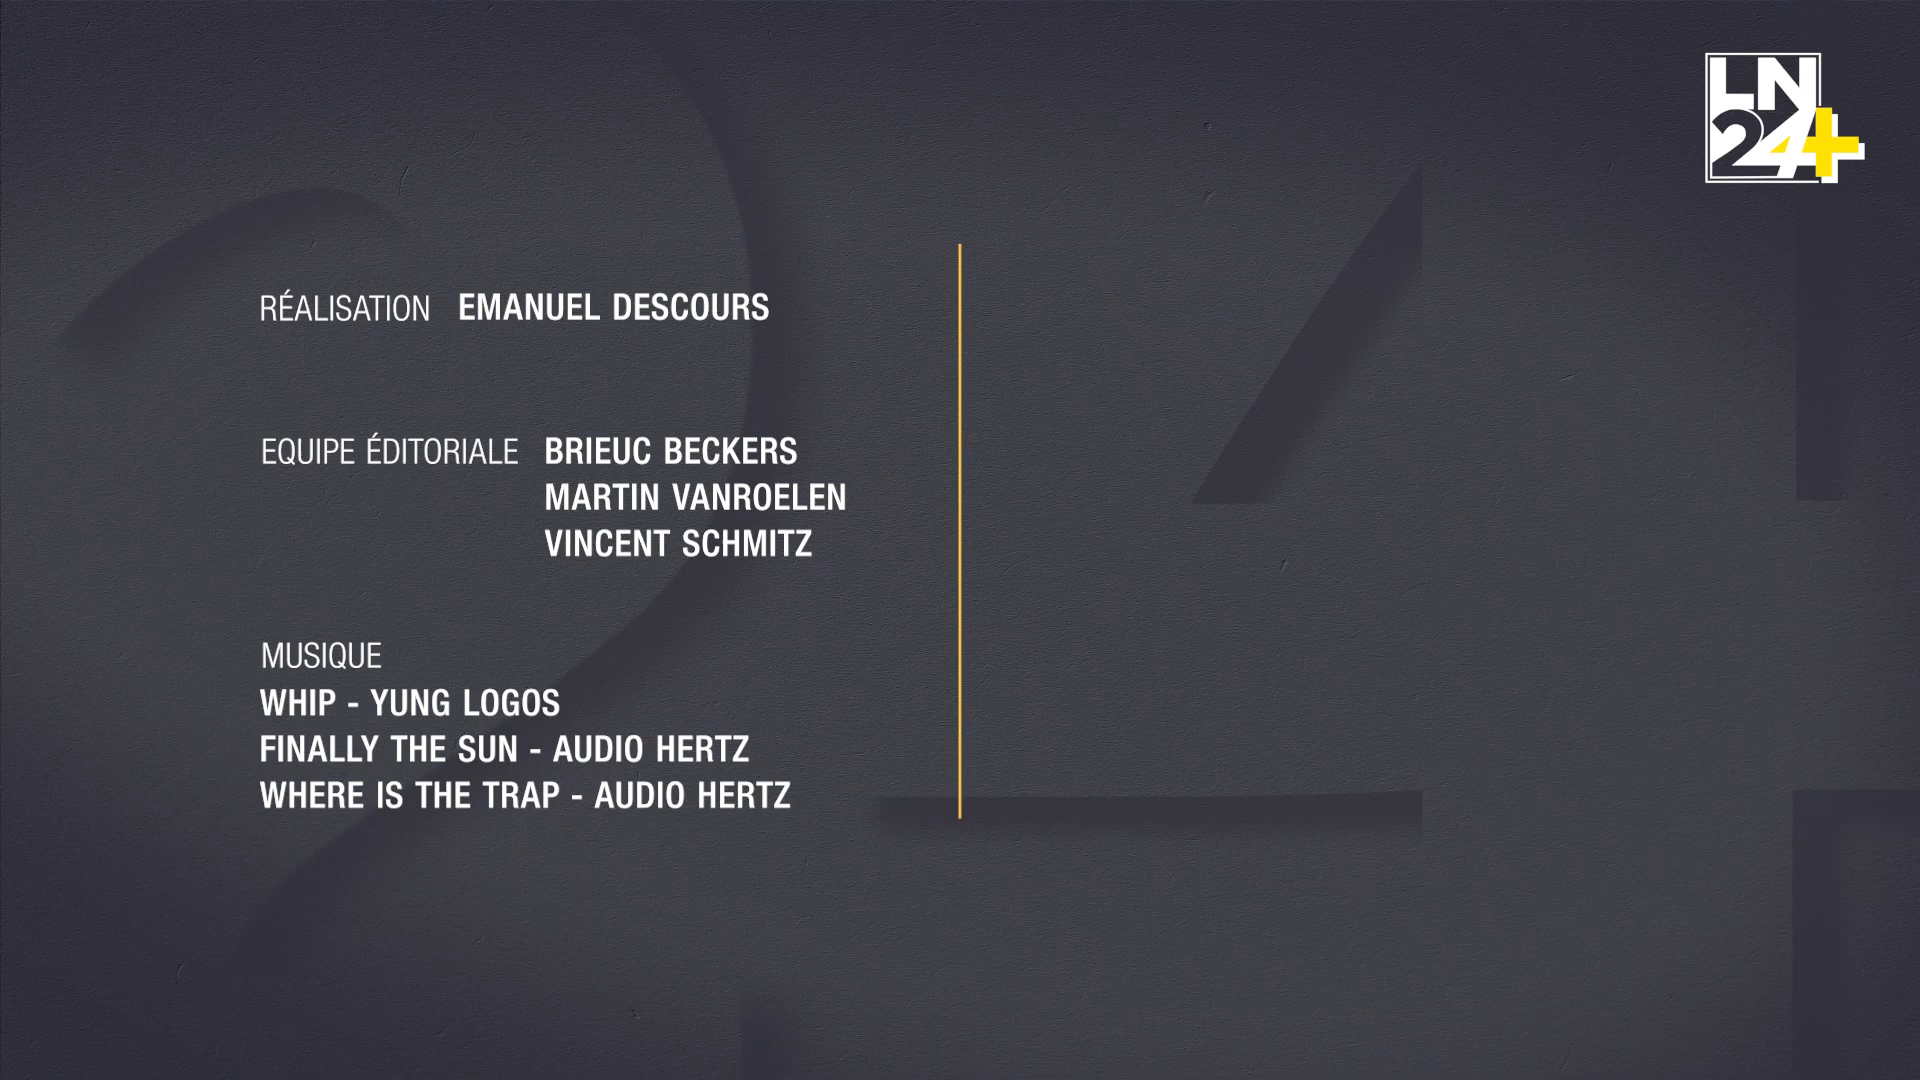 LN
24+
RÉALISATION EMANUEL DESCOURS
EQUIPE ÉDITORIALE BRIEUC BECKERS
MARTIN VANROELEN
VINCENT SCHMITZ
MUSIQUE
WHIP - YUNG LOGOS
FINALLY THE SUN - AUDIO HERTZ
WHERE IS THE TRAP - AUDIO HERTZ